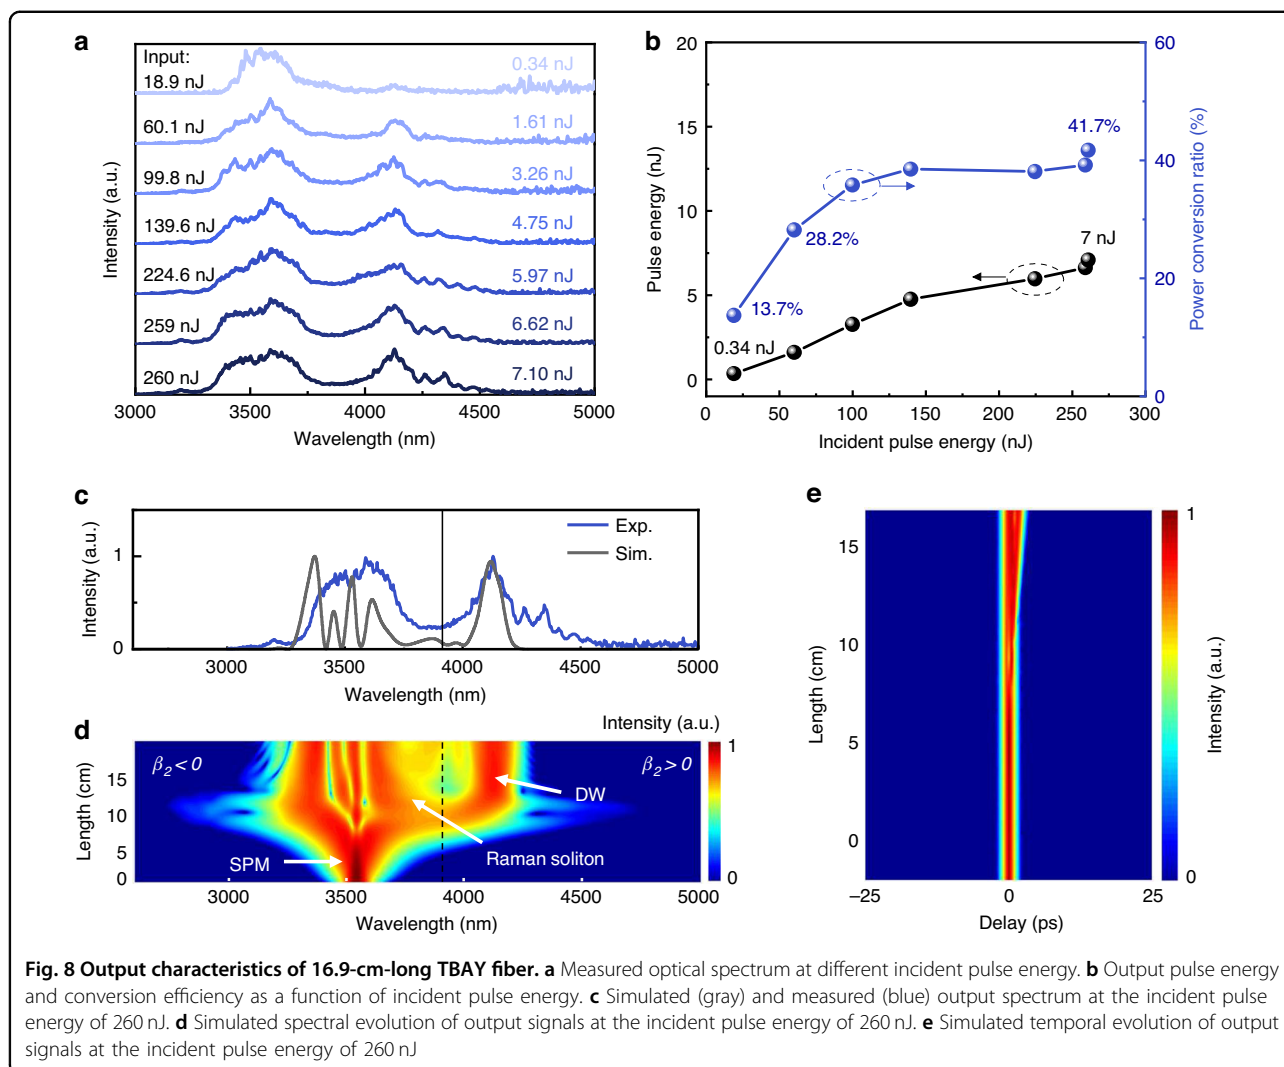 a
Input:
18.9 nJ
0.34 nJ
60.1 nJ
1.61 nJ
99.8 nJ
3.26 nJ
139.6 nJ
4.75 nJ
224.6 nJ
5.97 nJ
259 nJ
6.62 nJ
260 nJ
7.10 nJ
Intensity (a.u.)
3000 3500 4000 4500 5000
Wavelength (nm)
b
20
15
10
5
0
Pulse energy (nJ)
60
40
20
0
Power conversion ratio (%)
41.7%
28.2%
13.7%
7 nJ
0.34 nJ
0 50 100 150 200 250 300
Incident pulse energy (nJ)
c
Exp.
Sim.
1
0
Intensity (a.u.)
3000 3500 4000 4500 5000
Wavelength (nm)
d
Intensity (a.u.)
1
0
β2 < 0
β2 > 0
DW
Raman soliton
SPM
15
10
5
0
Length (cm)
3000 3500 4000 4500 5000
Wavelength (nm)
e
15
10
5
0
Length (cm)
−25 0 25
Delay (ps)
1
0
Intensity (a.u.)
Fig. 8 Output characteristics of 16.9-cm-long TBAY fiber. a Measured optical spectrum at different incident pulse energy. b Output pulse energy
and conversion efficiency as a function of incident pulse energy. c Simulated (gray) and measured (blue) output spectrum at the incident pulse
energy of 260 nJ. d Simulated spectral evolution of output signals at the incident pulse energy of 260 nJ. e Simulated temporal evolution of output
signals at the incident pulse energy of 260 nJ